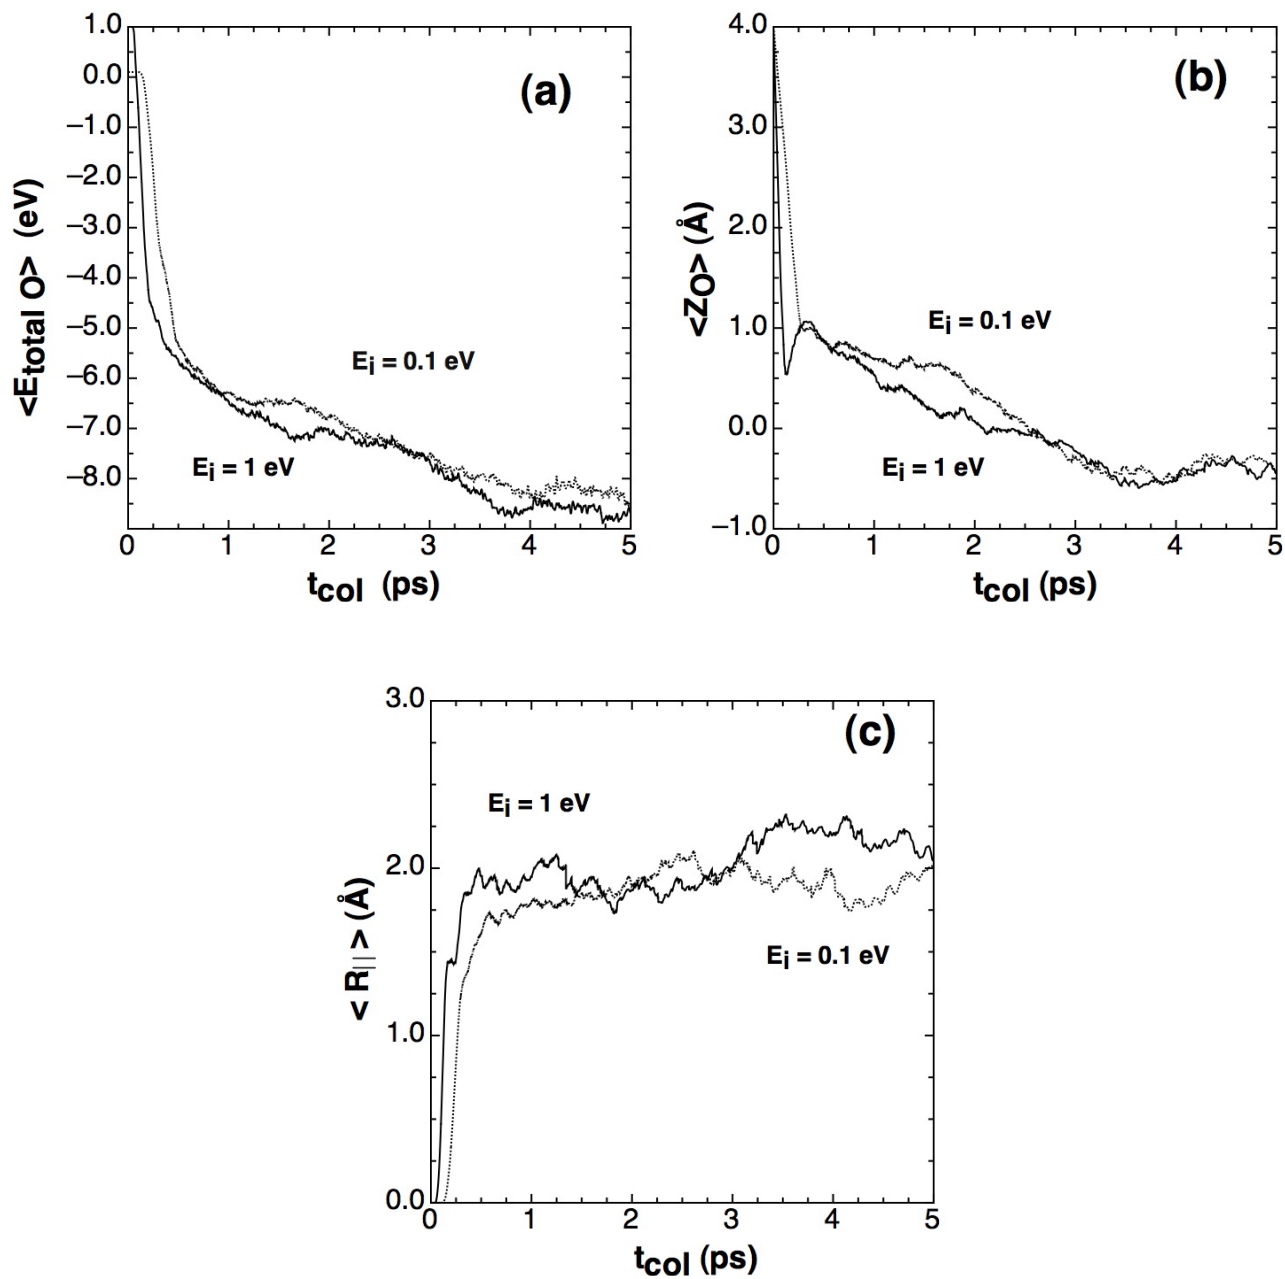 (a)
1.0
0.0
−1.0
−2.0
−3.0
−4.0
−5.0
−6.0
−7.0
−8.0
<Etotal O> (eV)
Ei = 0.1 eV
Ei = 1 eV
0 1 2 3 4 5
tcol (ps)
(b)
4.0
3.0
2.0
1.0
0.0
−1.0
<ZO> (Å)
Ei = 0.1 eV
Ei = 1 eV
0 1 2 3 4 5
tcol (ps)
(c)
3.0
2.0
1.0
0.0
< R|| > (Å)
Ei = 1 eV
Ei = 0.1 eV
0 1 2 3 4 5
tcol (ps)